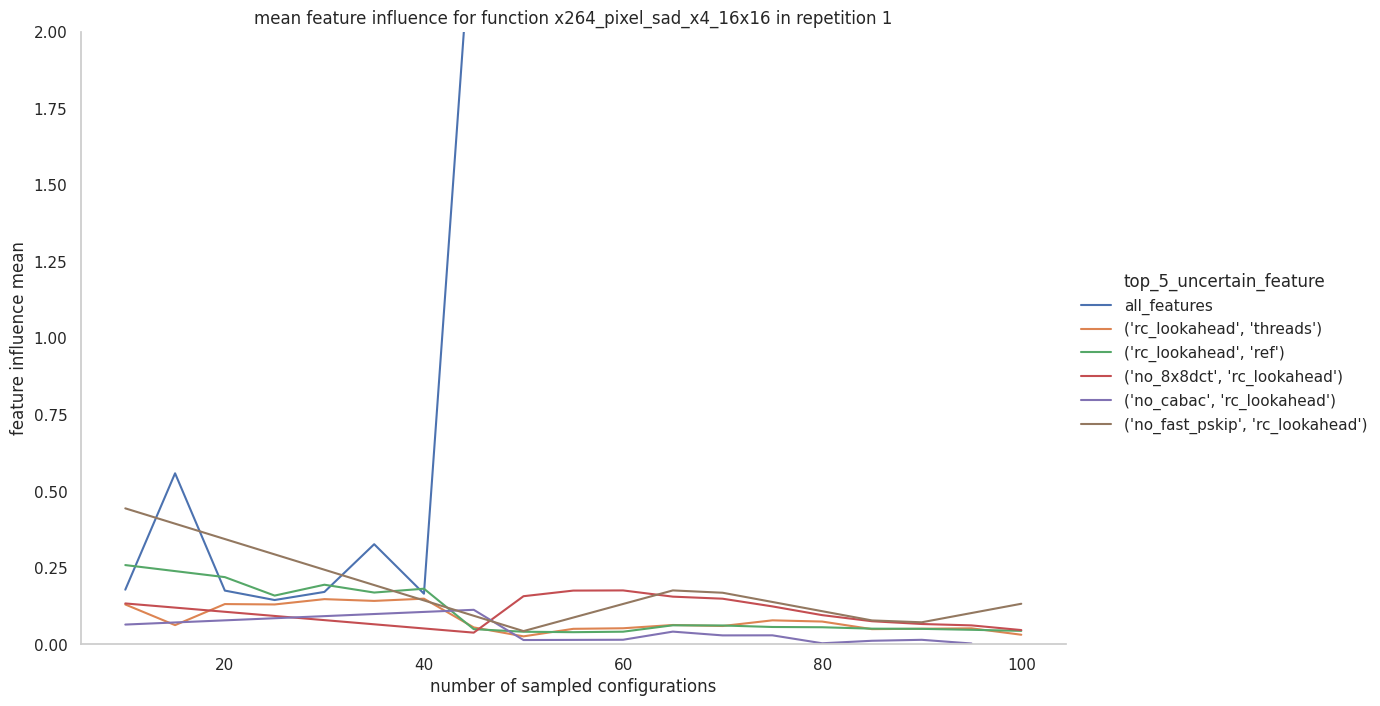 mean feature influence for function x264_pixel_sad_x4_16x16 in repetition 1
2.00
1.75
1.50
1.25
1.00
0.75
0.50
0.25
0.00
feature influence mean
20
40
60
80
100
number of sampled configurations
top_5_uncertain_feature
all_features
('rc_lookahead', 'threads')
('rc_lookahead', 'ref')
('no_8x8dct', 'rc_lookahead')
('no_cabac', 'rc_lookahead')
('no_fast_pskip', 'rc_lookahead')